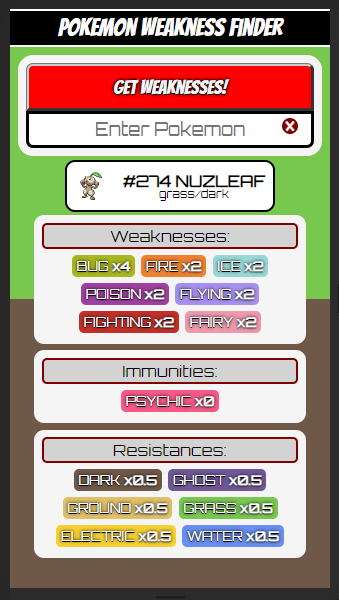 POKEMON WEAKNESS FINDER
GET WEAKNESSES!
Enter Pokemon
#274 NUZLEAF
grass/dark
Weaknesses:
BUG x4 FIRE x2 ICE x2
POISON x2 FLYING x2
FIGHTING x2 FAIRY x2
Immunities:
PSYCHIC x0
Resistances:
DARK x0.5 GHOST x0.5
GROUND x0.5 GRASS x0.5
ELECTRIC x0.5 WATER x0.5